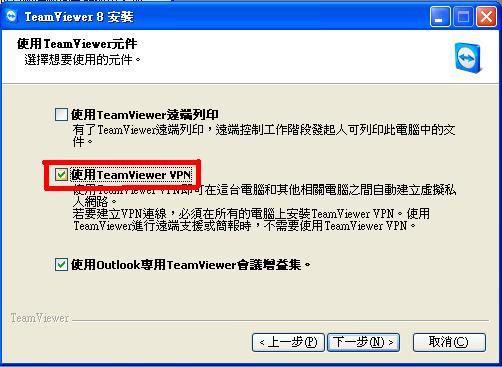 TeamViewer 8 安裝
使用TeamViewer元件
選擇想要使用的元件。
使用TeamViewer遠端列印
有了TeamViewer遠端列印，遠端控制工作階段發起人可列印此電腦中的文
件。
使用TeamViewer VPN
使用TeamViewer VPN即可在這台電腦和其他相關電腦之間自動建立虛擬私
人網路。
若要建立VPN連線，必須在所有的電腦上安裝TeamViewer VPN。使用
TeamViewer進行遠端支援或簡報時，不需要使用TeamViewer VPN。
使用Outlook專用TeamViewer會議增益集。
TeamViewer
<上一步(P) 下一步(N)> 取消(C)